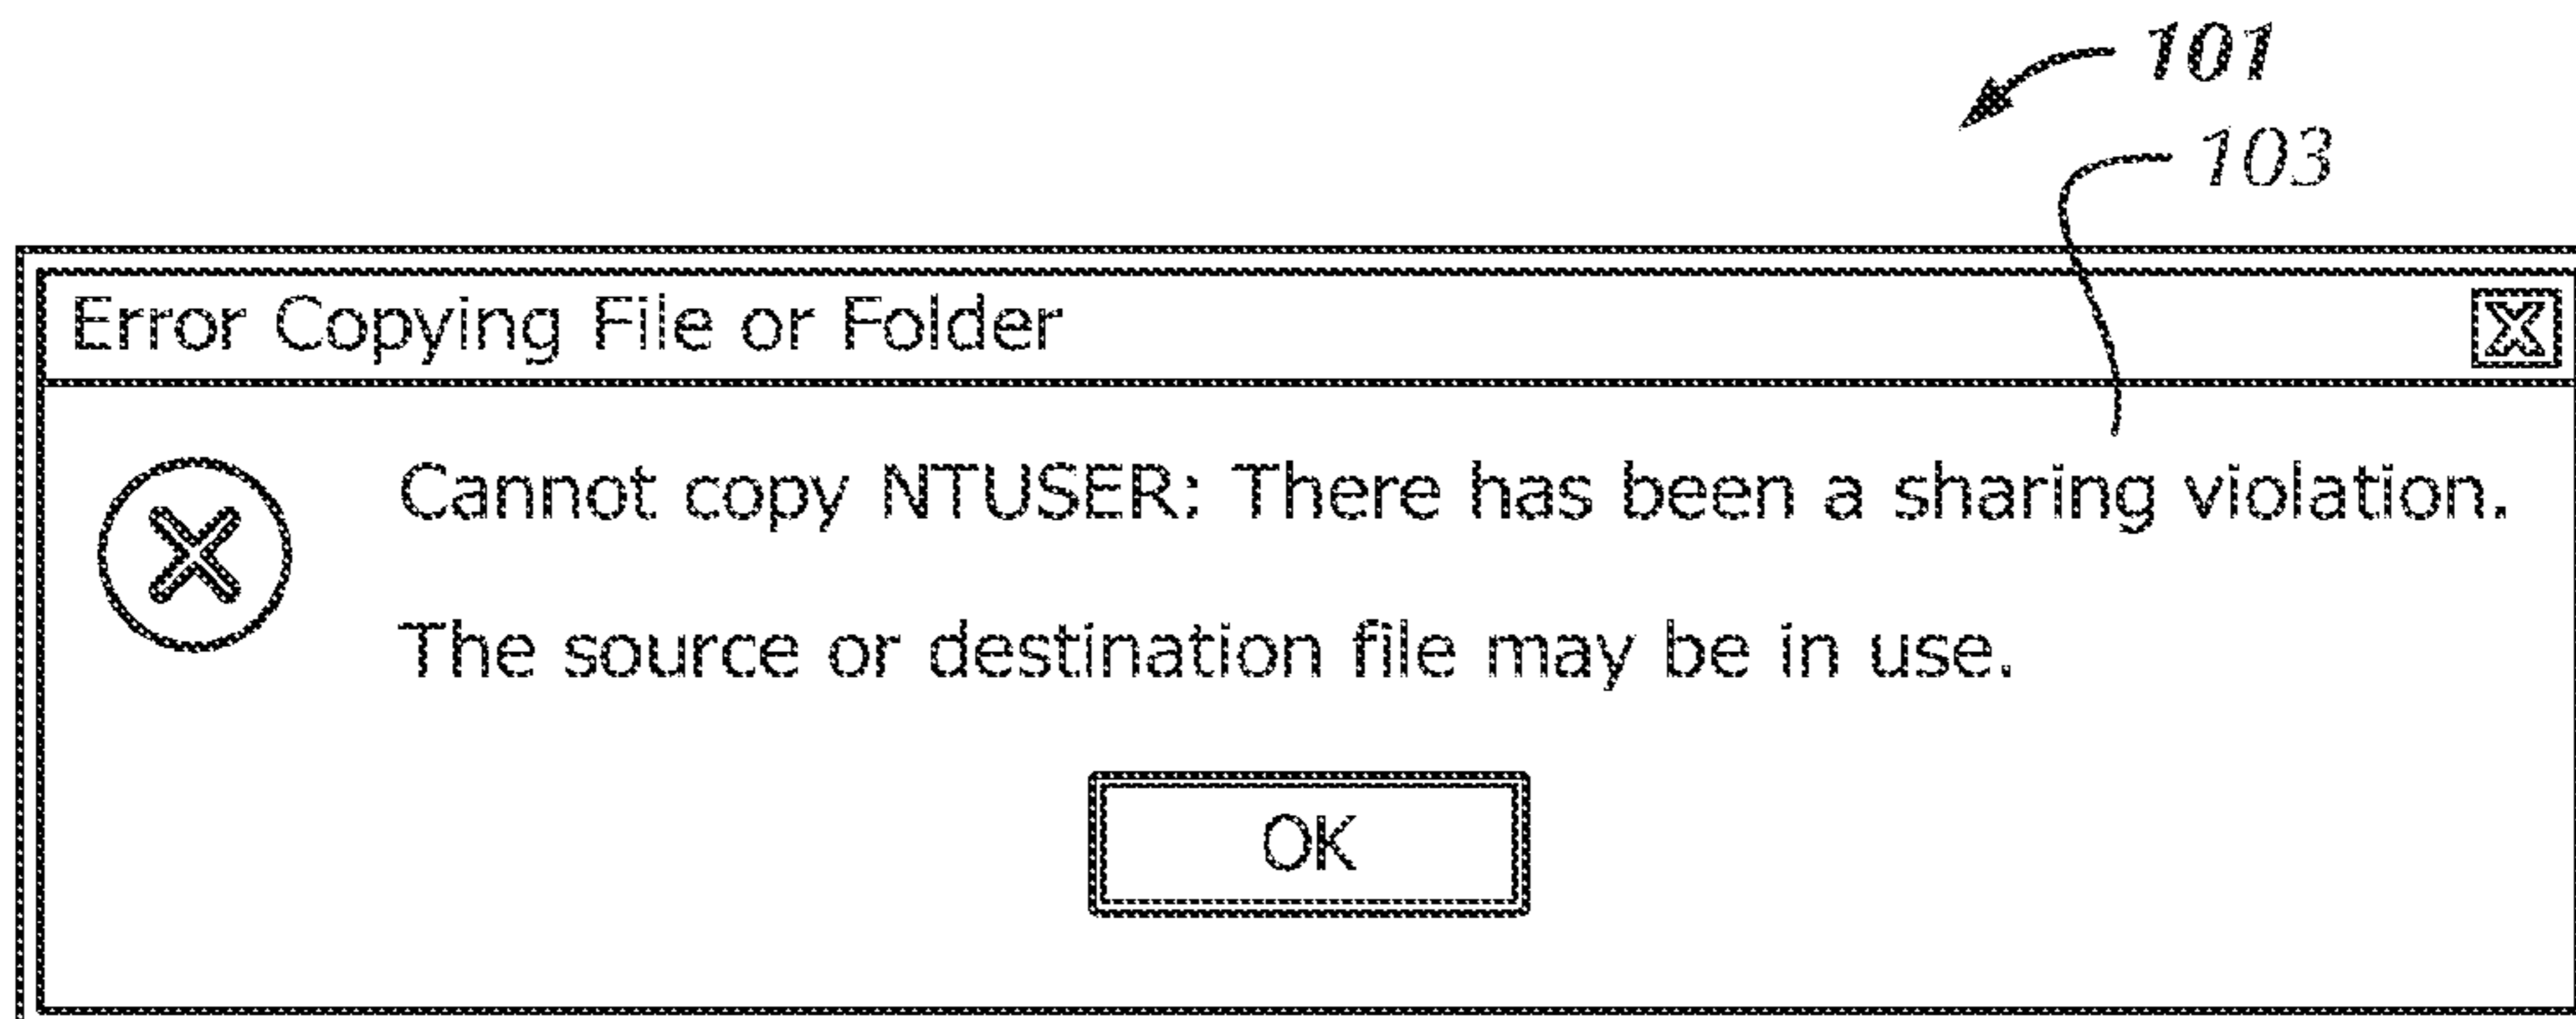 101
103
Error Copying File or Folder
Cannot copy NTUSER: There has been a sharing violation.
The source or destination file may be in use.
OK